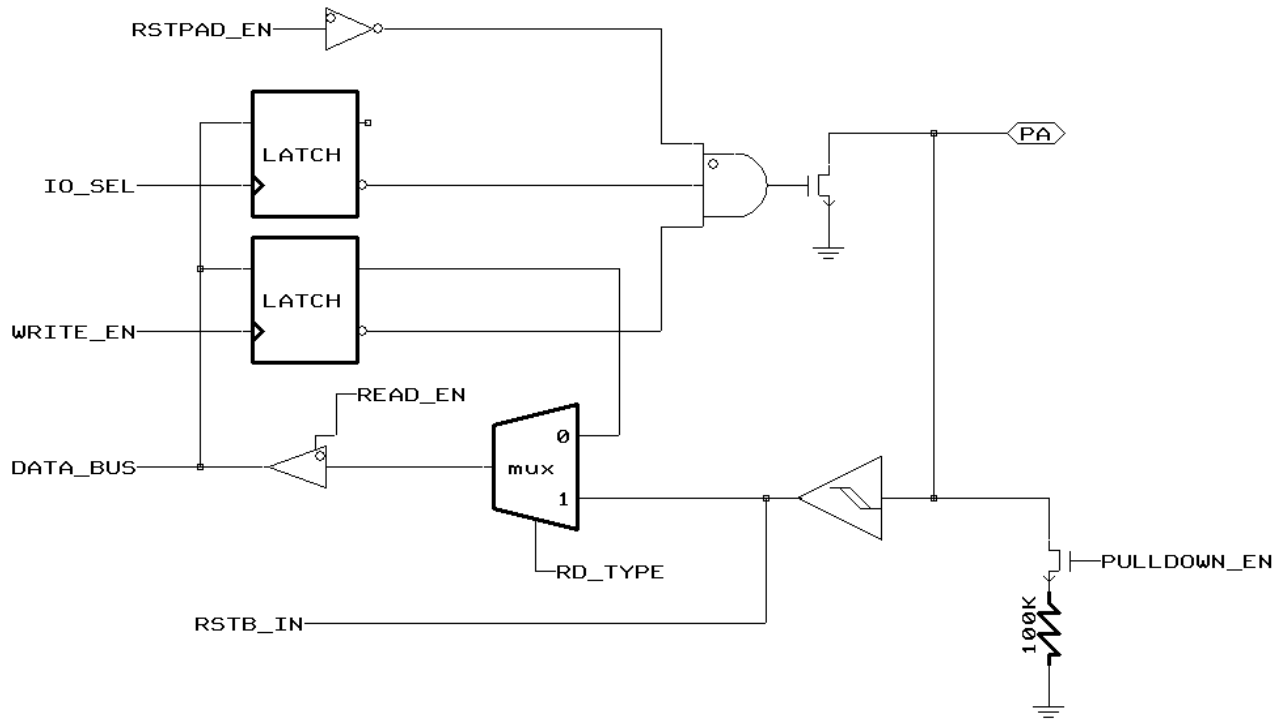 RSTPAD_EN
LATCH
PA
IO_SEL
LATCH
WRITE_EN
READ_EN
0
DATA_BUS
mux
1
RD_TYPE
PULLDOWN_EN
RSTB_IN
100K